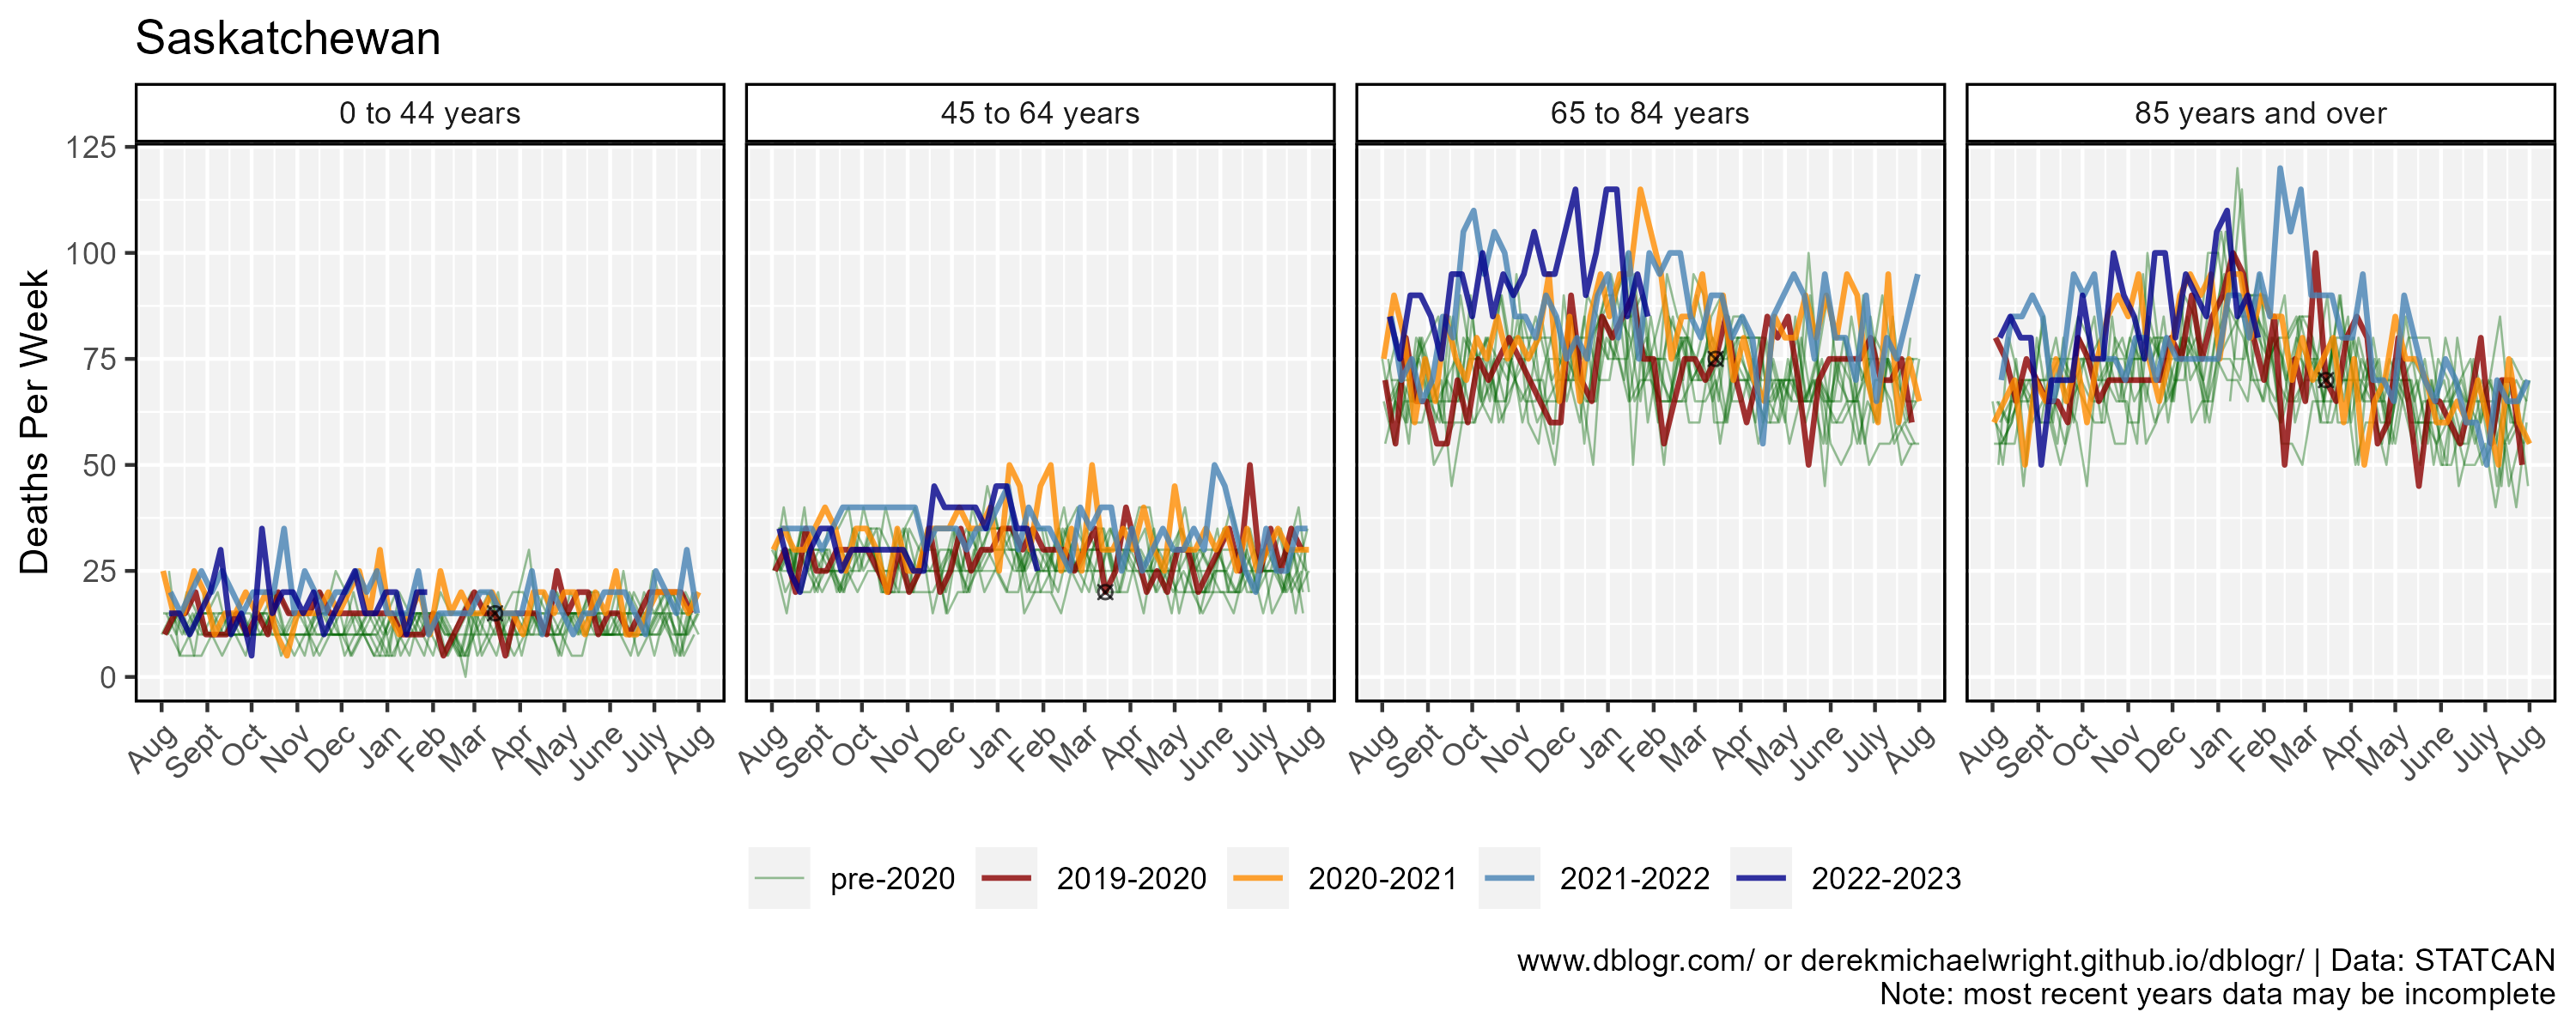 Saskatchewan
0 to 44 years
45 to 64 years
65 to 84 years
85 years and over
Deaths Per Week
125
100
75
50
25
0
Aug Sept Oct Nov Dec Jan Feb Mar Apr May June July Aug
Aug Sept Oct Nov Dec Jan Feb Mar Apr May June July Aug
Aug Sept Oct Nov Dec Jan Feb Mar Apr May June July Aug
Aug Sept Oct Nov Dec Jan Feb Mar Apr May June July Aug
pre-2020 2019-2020 2020-2021 2021-2022 2022-2023
www.dblogr.com/ or derekmichaelwright.github.io/dblogr/ | Data: STATCAN
Note: most recent years data may be incomplete